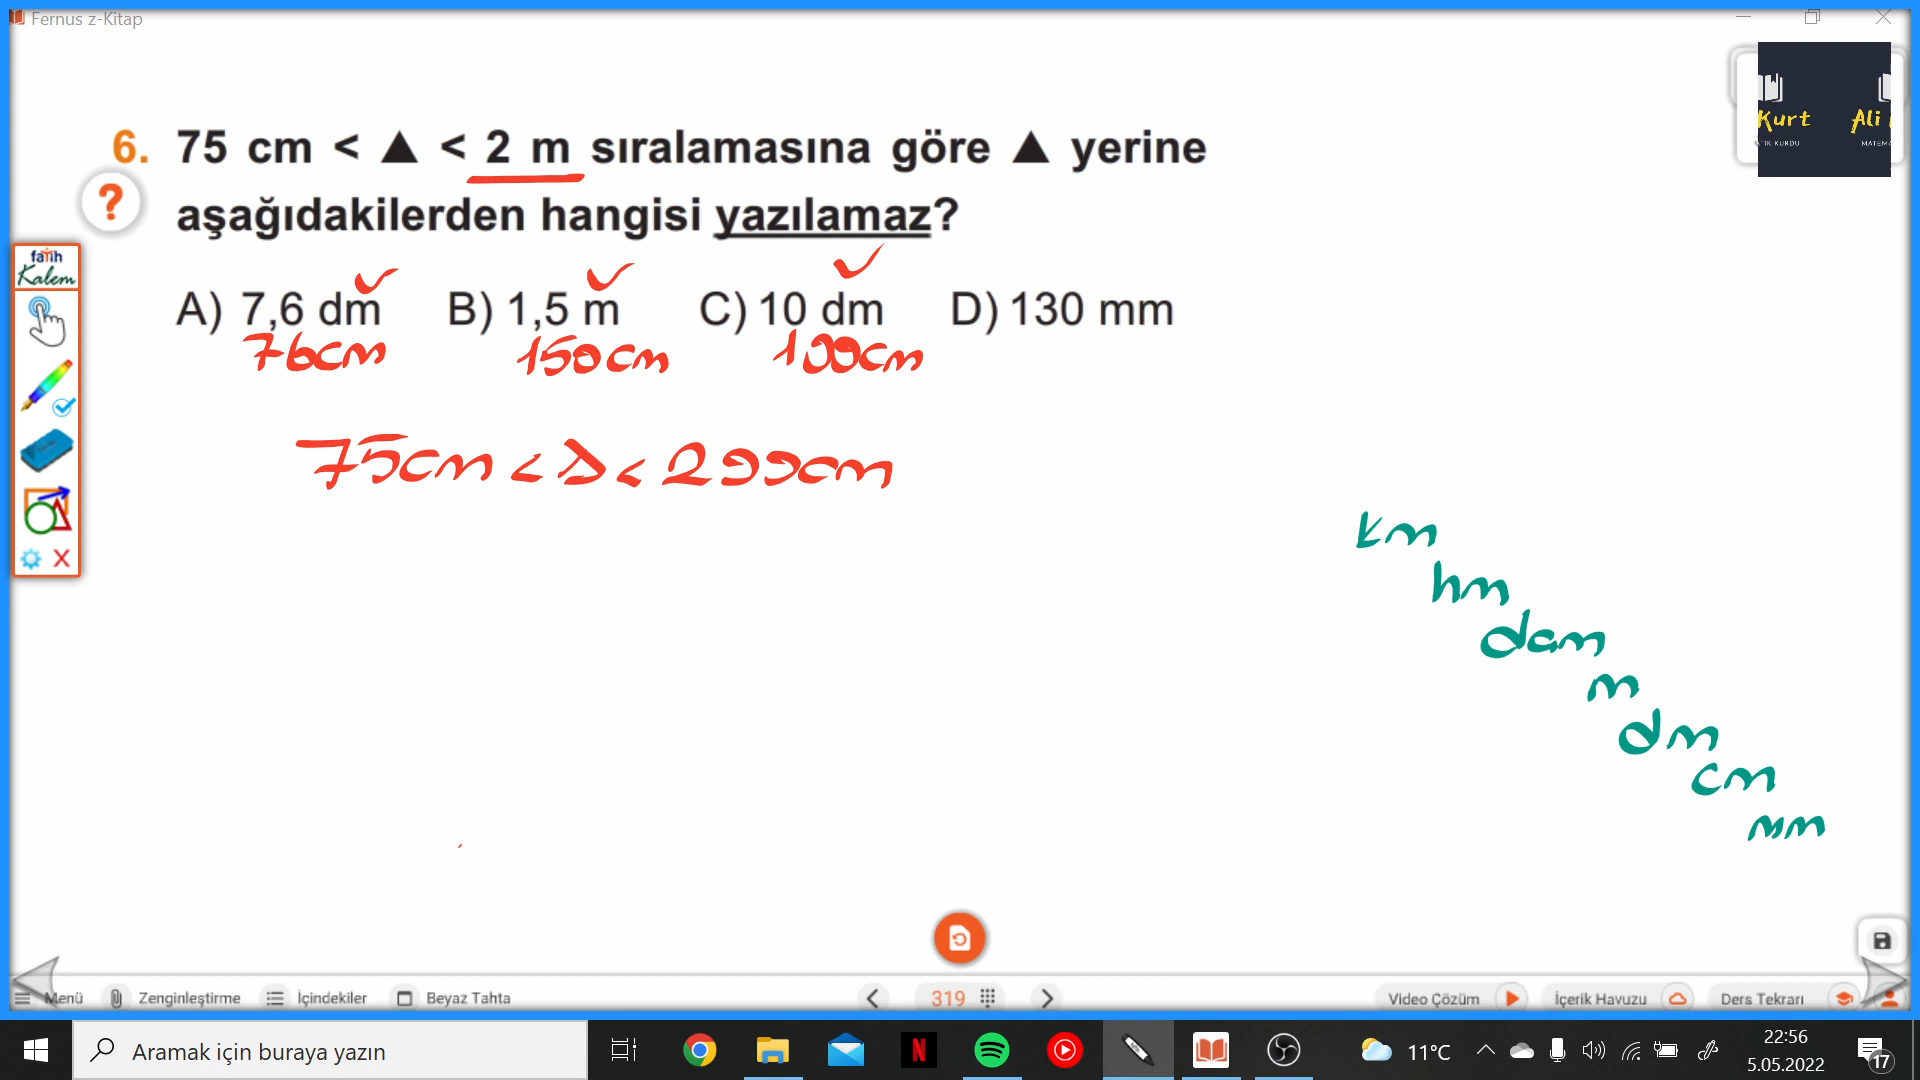 Fernus z-Kitap
Kurt Ali
TİK KURDU MATEMA
6. 75 cm < ▲ < 2 m sıralamasına göre ▲ yerine
aşağıdakilerden hangisi yazılamaz?
?
fatih
Kalem
A) 7,6 dm B) 1,5 m C) 10 dm D) 130 mm
76cm 150cm 100cm
75cm < Δ < 200cm
km
hm
dam
m
dm
cm
mm
Menü Zenginleştirme İçindekiler Beyaz Tahta 319 Video Çözüm İçerik Havuzu Ders Tekrarı
Aramak için buraya yazın 11°C 22:56
5.05.2022 17